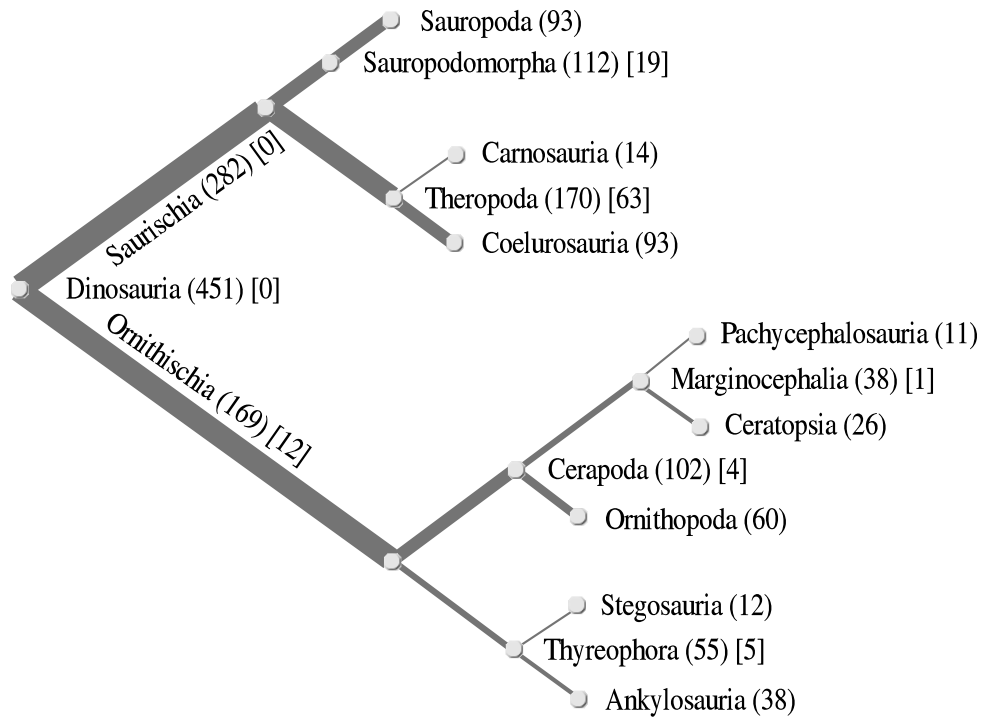 Sauropoda (93)
Sauropodomorpha (112) [19]
Carnosauria (14)
Saurischia (282) [0]
Theropoda (170) [63]
Coelurosauria (93)
Dinosauria (451) [0]
Ornithischia (169) [12]
Pachycephalosauria (11)
Marginocephalia (38) [1]
Ceratopsia (26)
Cerapoda (102) [4]
Ornithopoda (60)
Stegosauria (12)
Thyreophora (55) [5]
Ankylosauria (38)